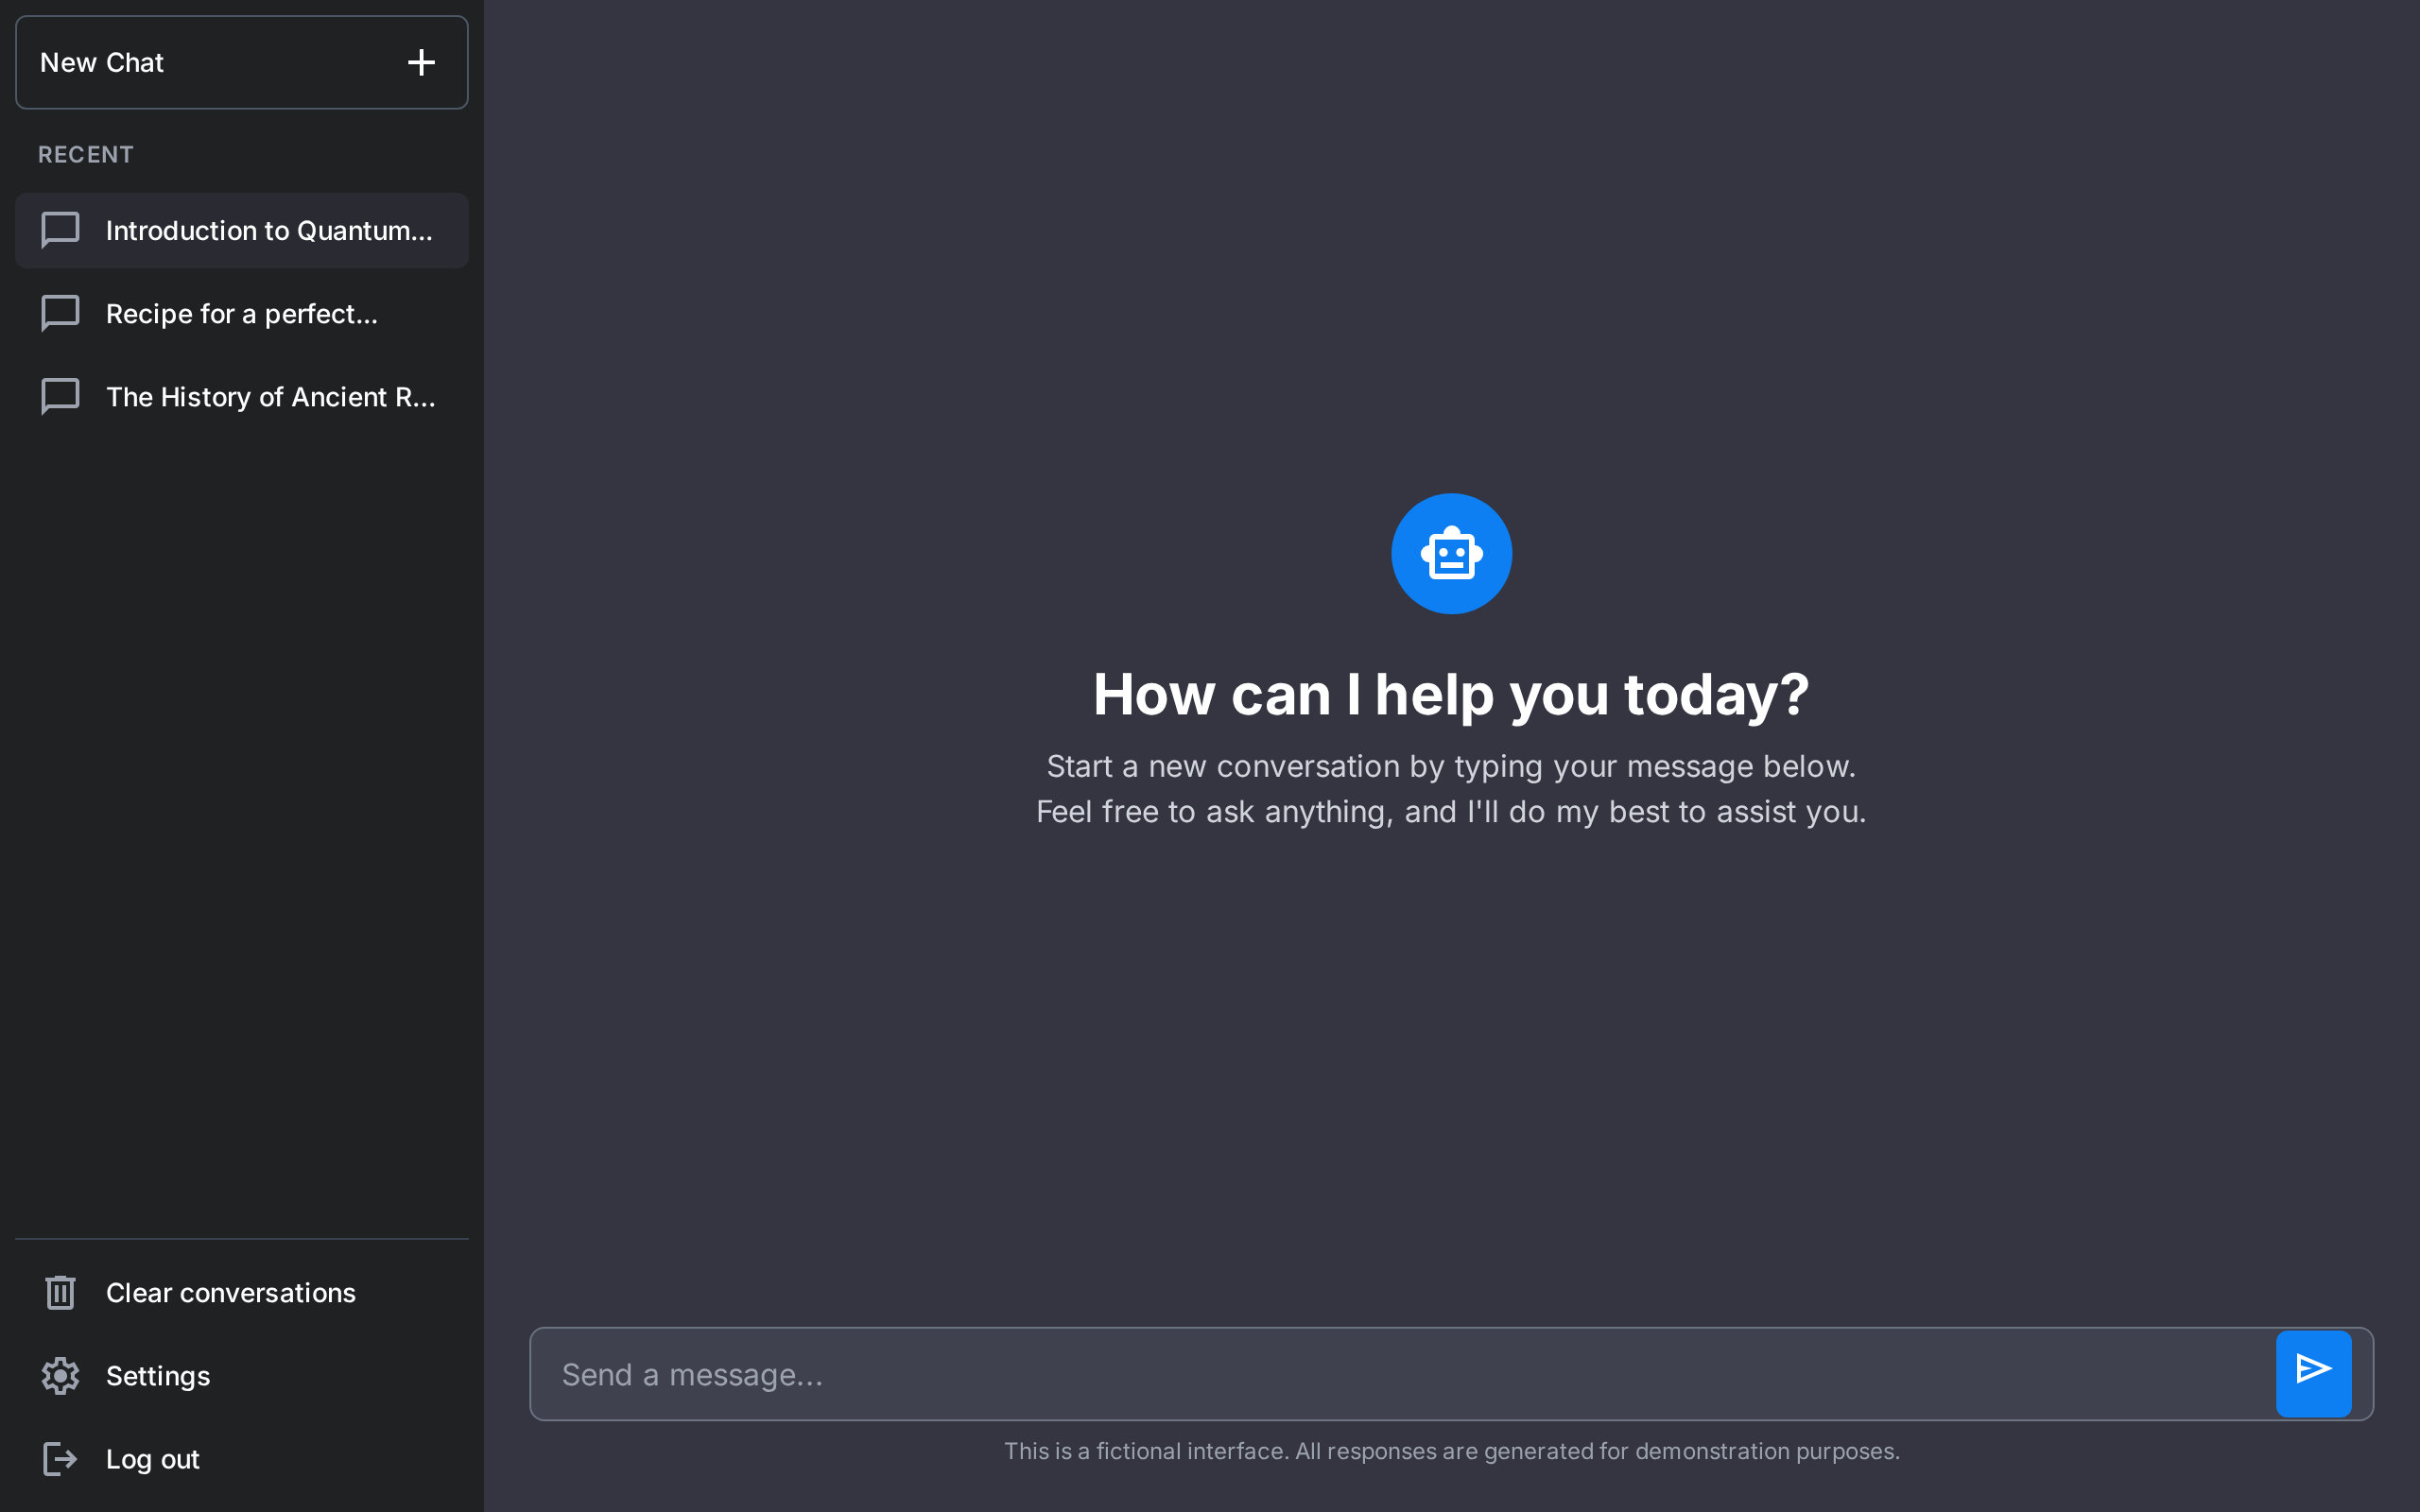 New Chat
RECENT
Introduction to Quantum...
Recipe for a perfect...
The History of Ancient R...
Clear conversations
Settings
Log out
How can I help you today?
Start a new conversation by typing your message below.
Feel free to ask anything, and I'll do my best to assist you.
Send a message...
This is a fictional interface. All responses are generated for demonstration purposes.